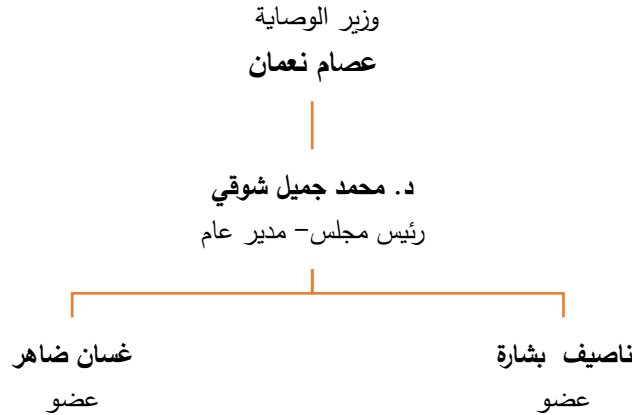 وزير الوصاية
عصام نعمان
د. محمد جميل شوقي
رئيس مجلس– مدير عام
ناصيف بشارة
عضو
غسان ضاهر
عضو